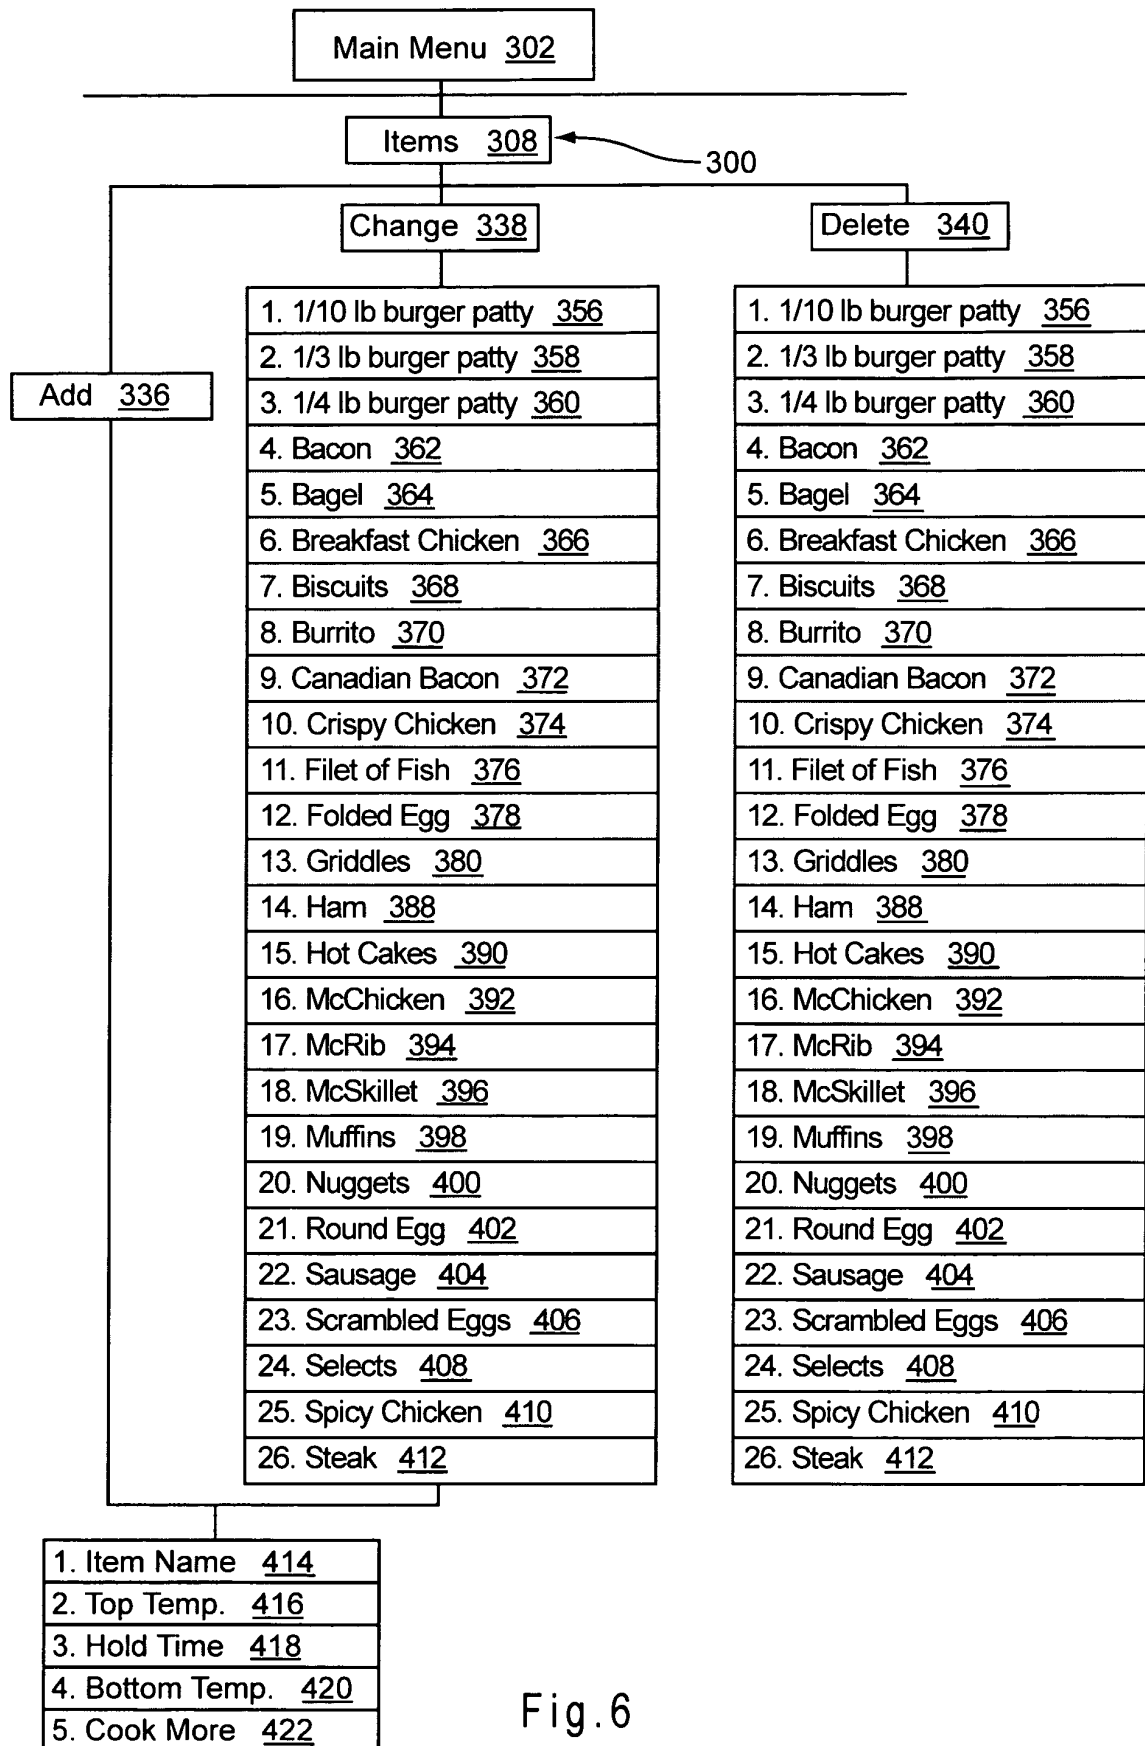 Main Menu 302
Items 308
300
Change 338
Delete 340
Add 336
1. 1/10 lb burger patty 356
2. 1/3 lb burger patty 358
3. 1/4 lb burger patty 360
4. Bacon 362
5. Bagel 364
6. Breakfast Chicken 366
7. Biscuits 368
8. Burrito 370
9. Canadian Bacon 372
10. Crispy Chicken 374
11. Filet of Fish 376
12. Folded Egg 378
13. Griddles 380
14. Ham 388
15. Hot Cakes 390
16. McChicken 392
17. McRib 394
18. McSkillet 396
19. Muffins 398
20. Nuggets 400
21. Round Egg 402
22. Sausage 404
23. Scrambled Eggs 406
24. Selects 408
25. Spicy Chicken 410
26. Steak 412
1. 1/10 lb burger patty 356
2. 1/3 lb burger patty 358
3. 1/4 lb burger patty 360
4. Bacon 362
5. Bagel 364
6. Breakfast Chicken 366
7. Biscuits 368
8. Burrito 370
9. Canadian Bacon 372
10. Crispy Chicken 374
11. Filet of Fish 376
12. Folded Egg 378
13. Griddles 380
14. Ham 388
15. Hot Cakes 390
16. McChicken 392
17. McRib 394
18. McSkillet 396
19. Muffins 398
20. Nuggets 400
21. Round Egg 402
22. Sausage 404
23. Scrambled Eggs 406
24. Selects 408
25. Spicy Chicken 410
26. Steak 412
1. Item Name 414
2. Top Temp. 416
3. Hold Time 418
4. Bottom Temp. 420
5. Cook More 422
Fig.6